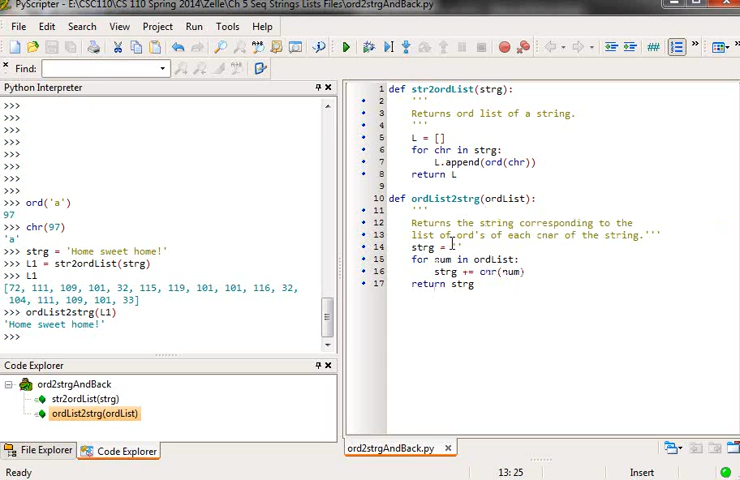 PyScripter - E:\CSC110\CS 110 Spring 2014\Zelle\Ch 5 Seq Strings Lists Files\ord2strgAndBack.py
File Edit Search View Project Run Tools Help
Find:
Python Interpreter
>>>
>>>
>>>
>>>
>>>
>>>
>>>
>>>
>>> ord('a')
97
>>> chr(97)
'a'
>>> strg = 'Home sweet home!'
>>> L1 = str2ordList(strg)
>>> L1
[72, 111, 109, 101, 32, 115, 119, 101, 101, 116, 32,
104, 111, 109, 101, 33]
>>> ordList2strg(L1)
'Home sweet home!'
>>>
Code Explorer
ord2strgAndBack
str2ordList(strg)
ordList2strg(ordList)
File Explorer Code Explorer
1 def str2ordList(strg):
2 '''
3 Returns ord list of a string.
4 '''
5 L = []
6 for chr in strg:
7 L.append(ord(chr))
8 return L
9
10 def ordList2strg(ordList):
11 '''
12 Returns the string corresponding to the
13 list of ord's of each char of the string.'''
14 strg = ''
15 for num in ordList:
16 strg += chr(num)
17 return strg
ord2strgAndBack.py
Ready 13: 25 Insert